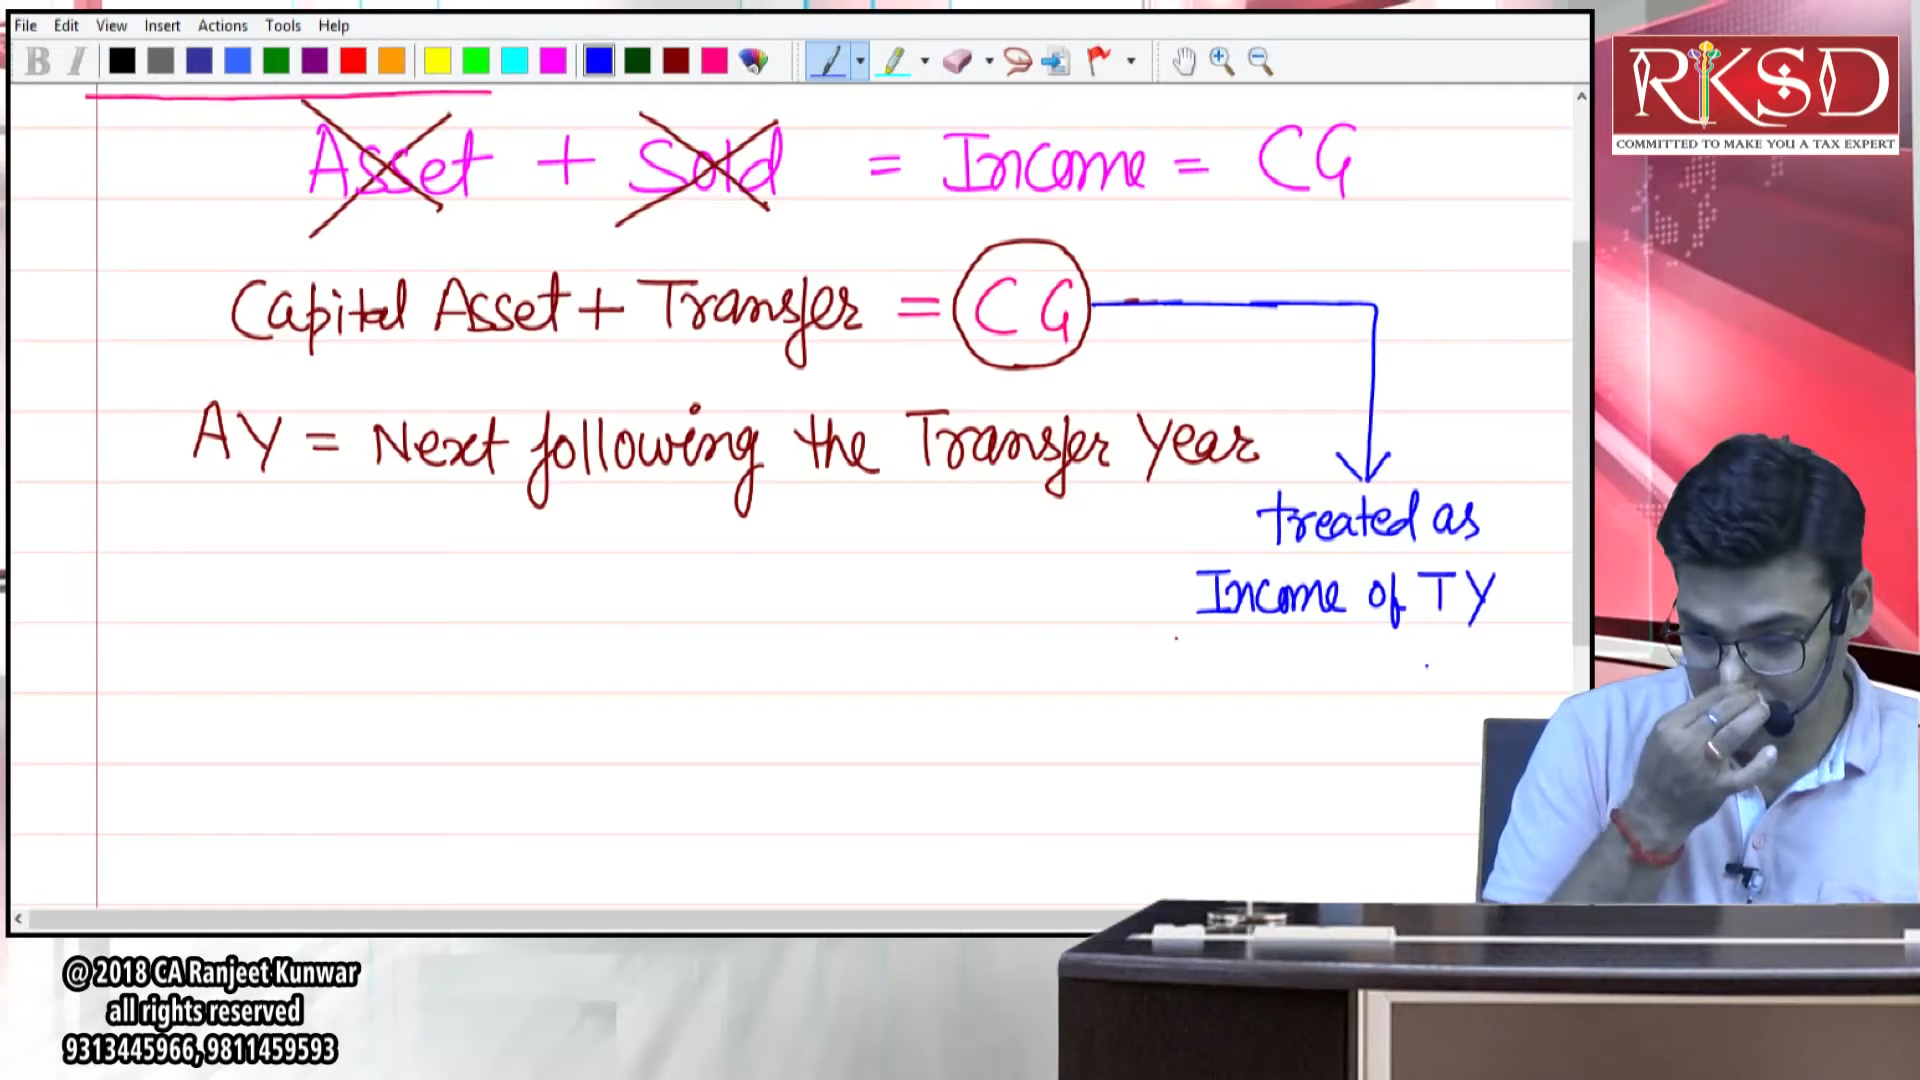 File Edit View Insert Actions Tools Help
B I
RKSD
COMMITTED TO MAKE YOU A TAX EXPERT
Asset + Sold = Income = CG
Capital Asset + Transfer = CG
AY = Next following the Transfer Year
treated as
Income of TY
@ 2018 CA Ranjeet Kunwar
all rights reserved
9313445966, 9811459593